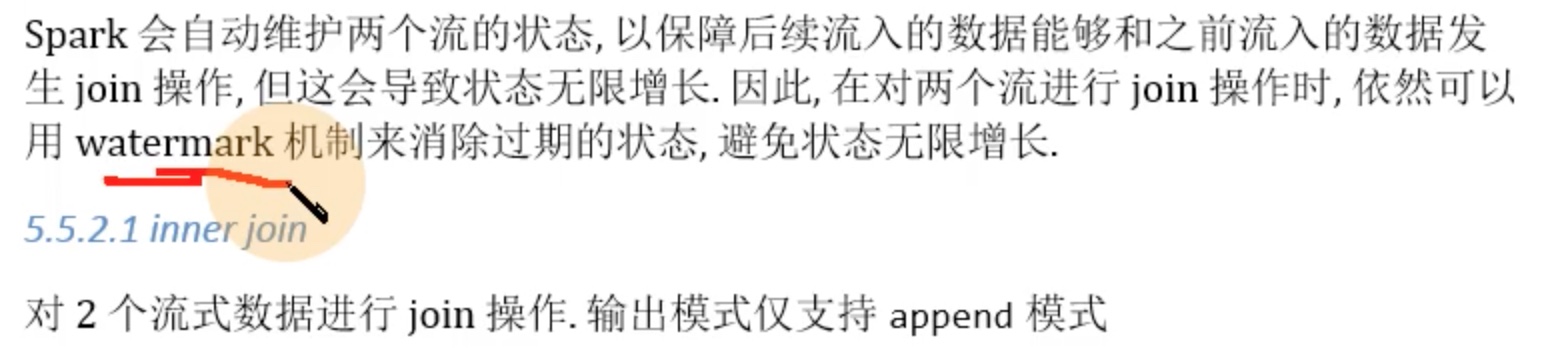 Spark 会自动维护两个流的状态, 以保障后续流入的数据能够和之前流入的数据发
生 join 操作, 但这会导致状态无限增长. 因此, 在对两个流进行 join 操作时, 依然可以
用 watermark 机制来消除过期的状态, 避免状态无限增长.
5.5.2.1 inner join
对 2 个流式数据进行 join 操作. 输出模式仅支持 append 模式